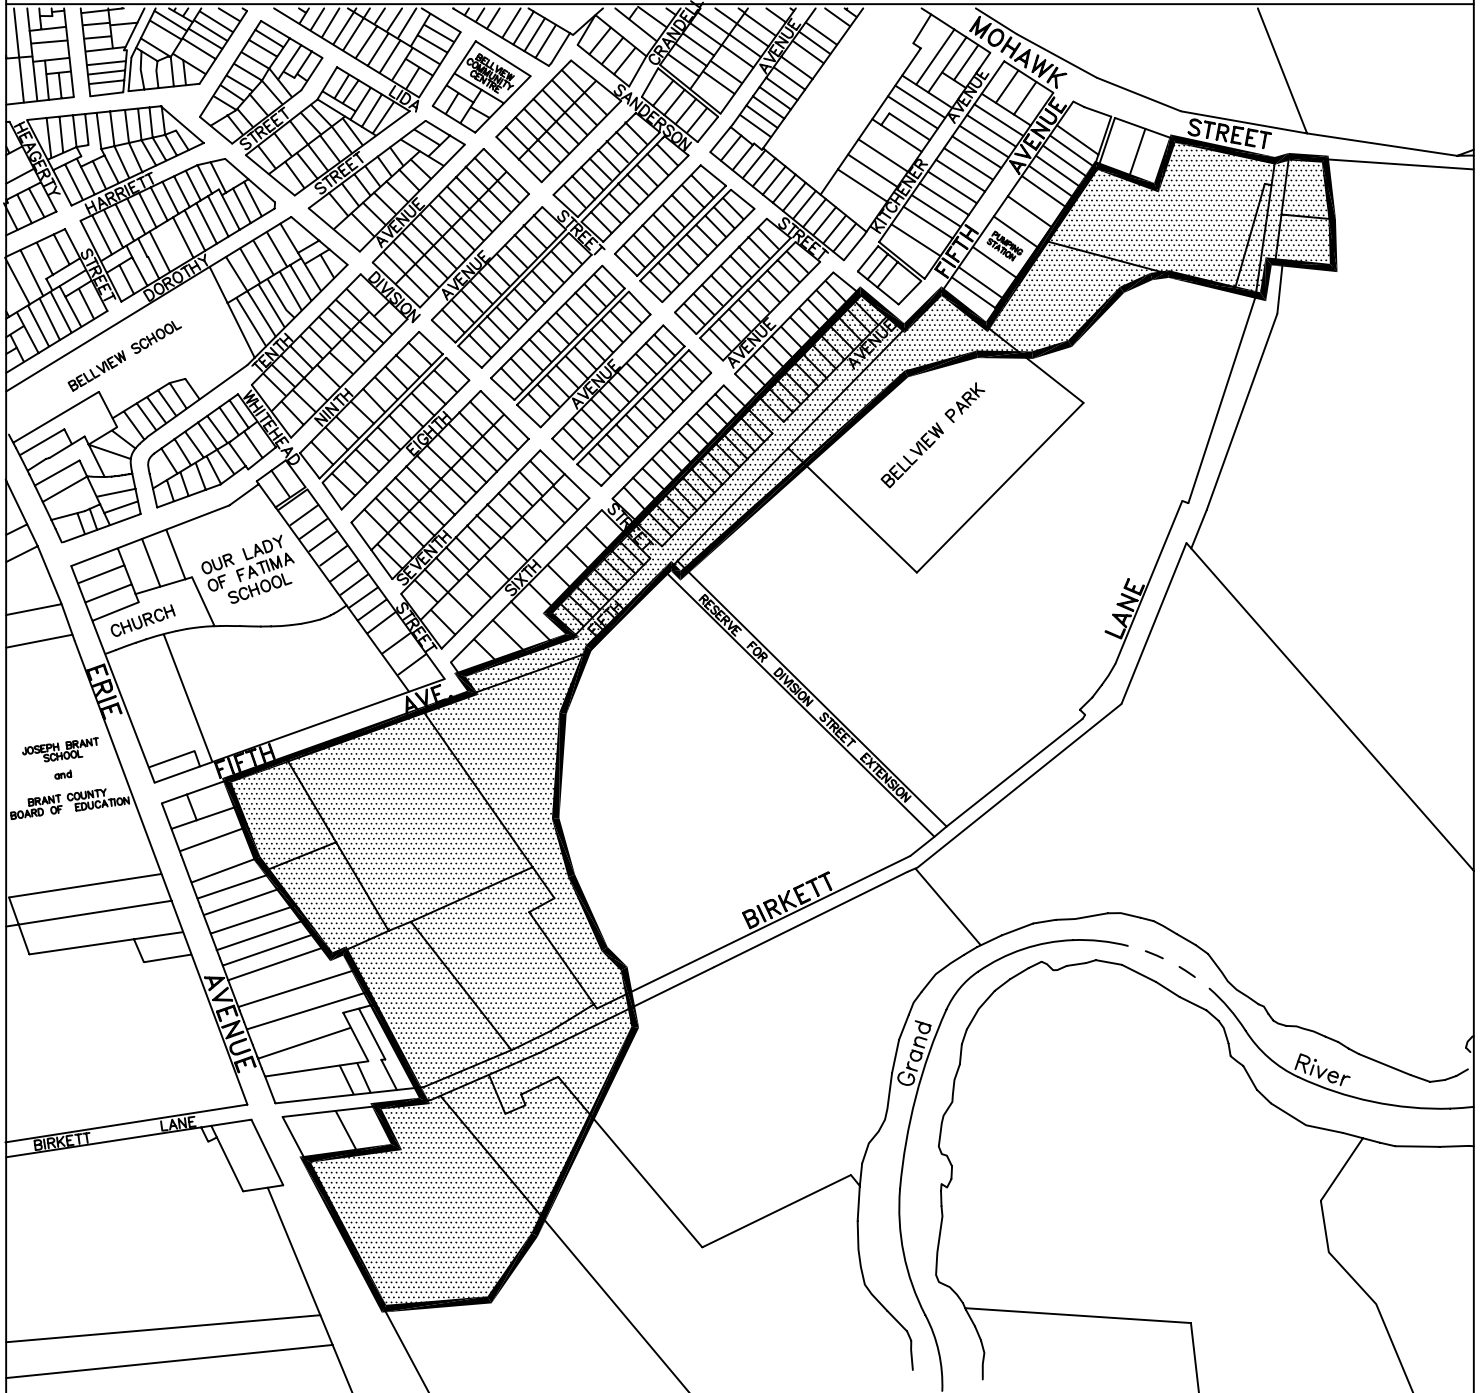 CRANDELL
AVENUE
MOHAWK
STREET
BELLVIEW
COMMUNITY
CENTRE
LIDA
STREET
SANDERSON
STREET
HEAGERTY
STREET
HARRIETT
STREET
DOROTHY
STREET
KITCHENER
AVENUE
FIFTH
AVENUE
PUMPING
STATION
DIVISION
STREET
TENTH
AVENUE
NINTH
AVENUE
EIGHTH
AVENUE
SEVENTH
AVENUE
SIXTH
AVENUE
FIFTH
AVENUE
WHITEHEAD
STREET
BELLVIEW SCHOOL
BELLVIEW PARK
OUR LADY
OF FATIMA
SCHOOL
CHURCH
ERIE
AVENUE
FIFTH
AVE.
JOSEPH BRANT
SCHOOL
and
BRANT COUNTY
BOARD OF EDUCATION
RESERVE FOR DIVISION STREET EXTENSION
BIRKETT
LANE
BIRKETT
LANE
Grand
River